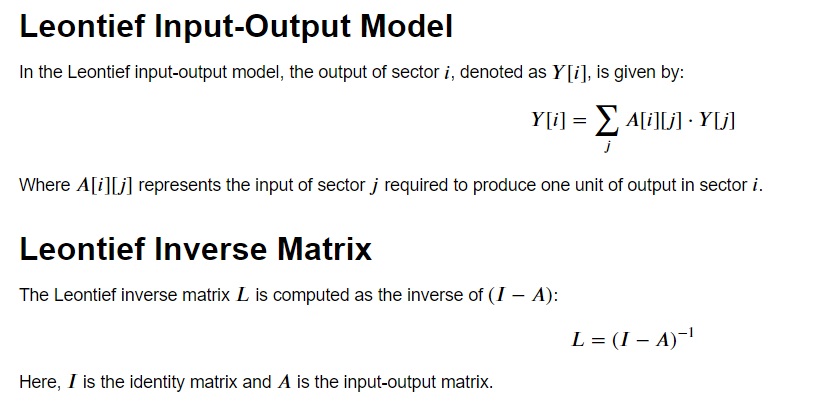 Leontief Input-Output Model
In the Leontief input-output model, the output of sector i, denoted as Y[i], is given by:
Y[i] = ∑ A[i][j] · Y[j]
j
Where A[i][j] represents the input of sector j required to produce one unit of output in sector i.
Leontief Inverse Matrix
The Leontief inverse matrix L is computed as the inverse of (I − A):
L = (I − A)⁻¹
Here, I is the identity matrix and A is the input-output matrix.